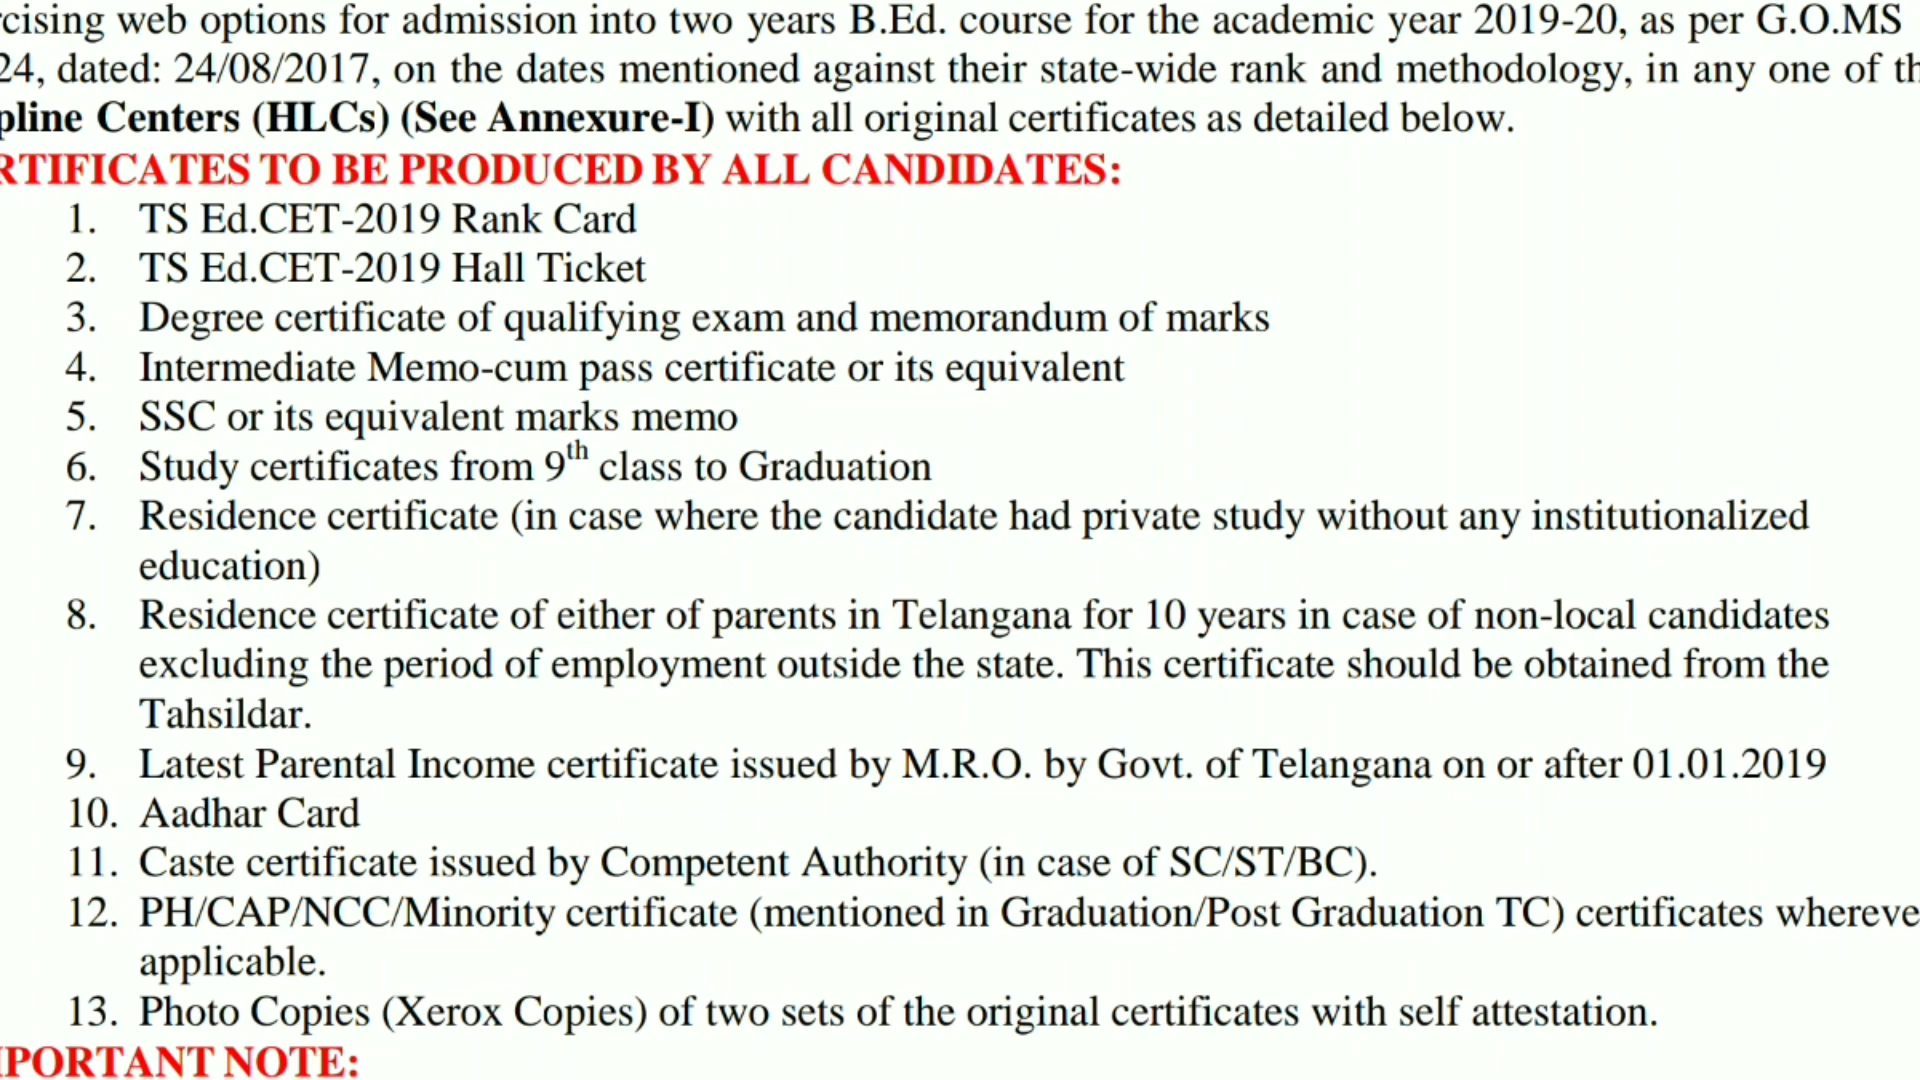 cising web options for admission into two years B.Ed. course for the academic year 2019-20, as per G.O.MS
24, dated: 24/08/2017, on the dates mentioned against their state-wide rank and methodology, in any one of th
pline Centers (HLCs) (See Annexure-I) with all original certificates as detailed below.
RTIFICATES TO BE PRODUCED BY ALL CANDIDATES:
1. TS Ed.CET-2019 Rank Card
2. TS Ed.CET-2019 Hall Ticket
3. Degree certificate of qualifying exam and memorandum of marks
4. Intermediate Memo-cum pass certificate or its equivalent
5. SSC or its equivalent marks memo
6. Study certificates from 9th class to Graduation
7. Residence certificate (in case where the candidate had private study without any institutionalized
education)
8. Residence certificate of either of parents in Telangana for 10 years in case of non-local candidates
excluding the period of employment outside the state. This certificate should be obtained from the
Tahsildar.
9. Latest Parental Income certificate issued by M.R.O. by Govt. of Telangana on or after 01.01.2019
10. Aadhar Card
11. Caste certificate issued by Competent Authority (in case of SC/ST/BC).
12. PH/CAP/NCC/Minority certificate (mentioned in Graduation/Post Graduation TC) certificates whereve
applicable.
13. Photo Copies (Xerox Copies) of two sets of the original certificates with self attestation.
MPORTANT NOTE: